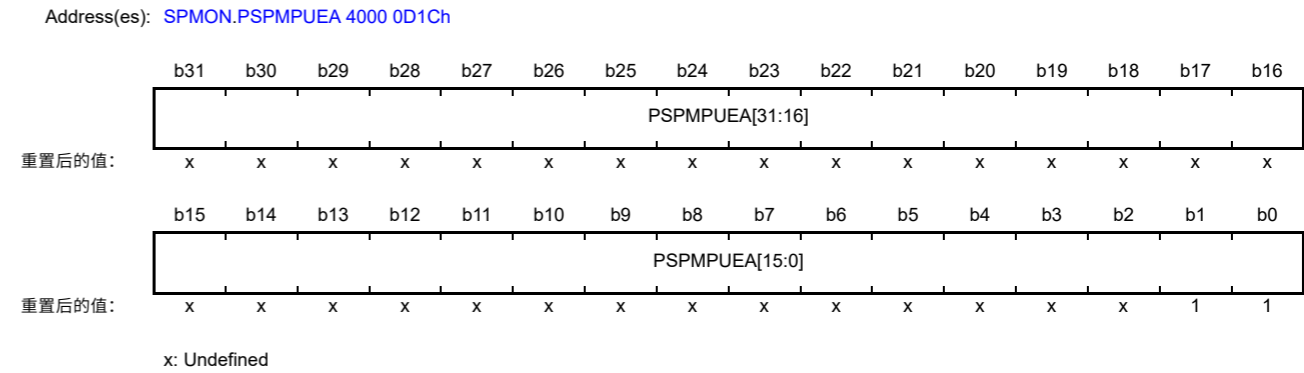 Address(es): SPMON.PSPMPUEA 4000 0D1Ch
b31 b30 b29 b28 b27 b26 b25 b24 b23 b22 b21 b20 b19 b18 b17 b16
PSPMPUEA[31:16]
重置后的值: x x x x x x x x x x x x x x x x
b15 b14 b13 b12 b11 b10 b9 b8 b7 b6 b5 b4 b3 b2 b1 b0
PSPMPUEA[15:0]
重置后的值: x x x x x x x x x x x x x x 1 1
x: Undefined